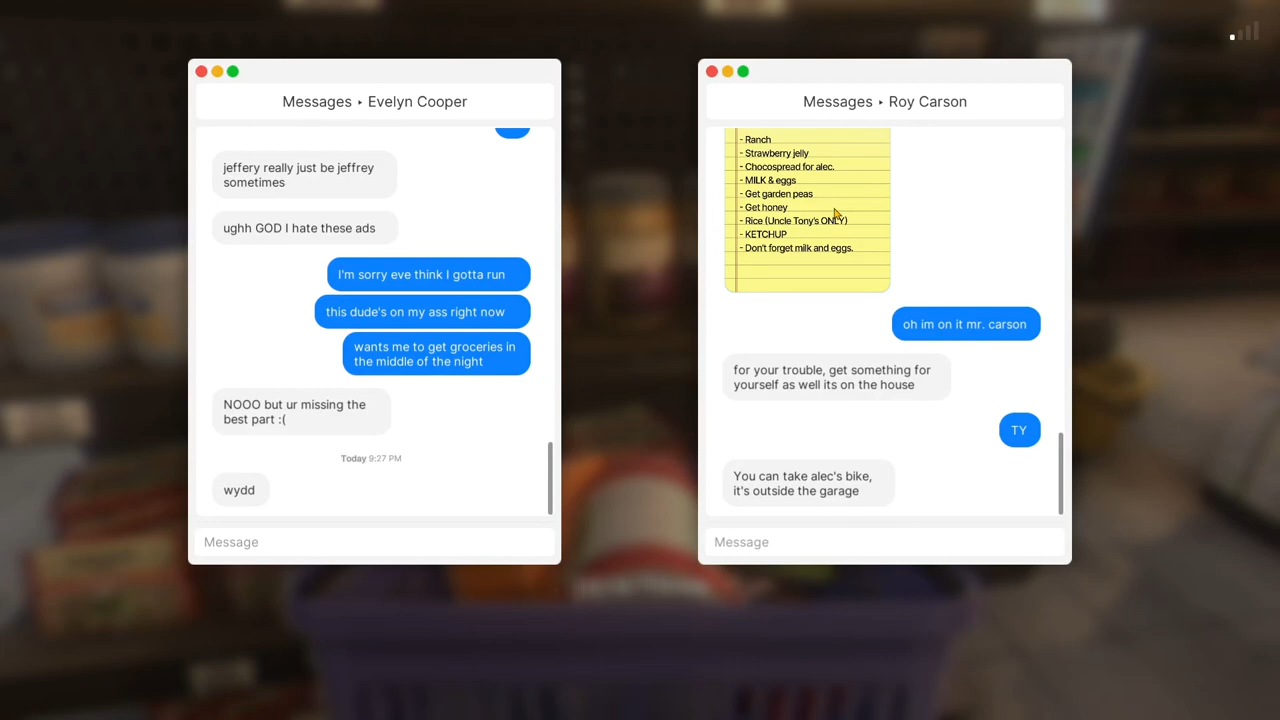 Messages ▸ Evelyn Cooper
jeffery really just be jeffrey
sometimes
ughh GOD I hate these ads
I'm sorry eve think I gotta run
this dude's on my ass right now
wants me to get groceries in
the middle of the night
NOOO but ur missing the
best part :(
Today 9:27 PM
wydd
Message
Messages ▸ Roy Carson
- Ranch
- Strawberry jelly
- Chocospread for alec.
- MILK & eggs
- Get garden peas
- Get honey
- Rice (Uncle Tony's ONLY)
- KETCHUP
- Don't forget milk and eggs.
oh im on it mr. carson
for your trouble, get something for
yourself as well its on the house
TY
You can take alec's bike,
it's outside the garage
Message